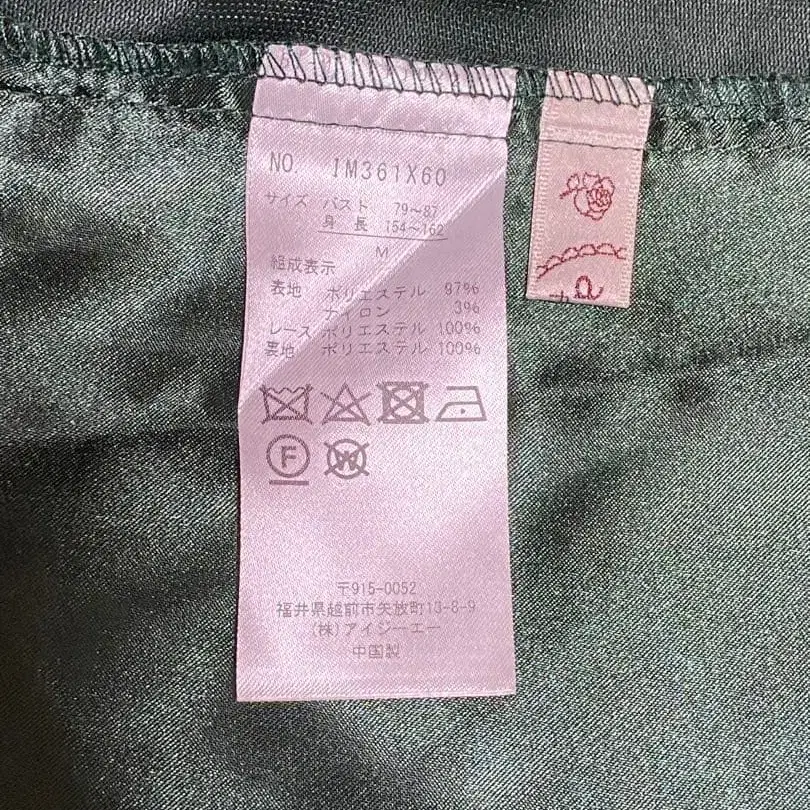 NO. IM361X60
サイズ バスト 79~87
身長 154~162
M
組成表示
表地 ポリエステル 97%
ナイロン 3%
レース ポリエステル 100%
裏地 ポリエステル 100%
F
W
〒915-0052
福井県越前市矢放町13-8-9
(株)アイジーエー
中国製